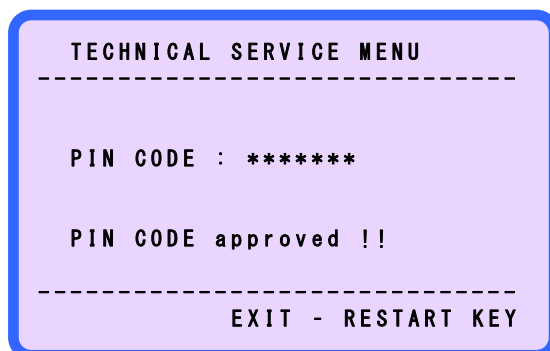 TECHNICAL SERVICE MENU
------------------------------
PIN CODE : *******
PIN CODE approved !!
------------------------------
EXIT - RESTART KEY